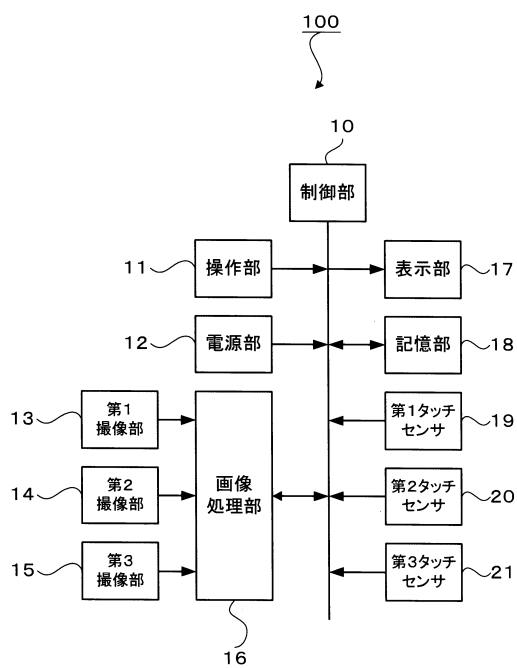 100
10
制御部
11
操作部
表示部
17
12
電源部
記憶部
18
13
第1
撮像部
第1タッチ
センサ
19
14
第2
撮像部
画像
処理部
第2タッチ
センサ
20
15
第3
撮像部
第3タッチ
センサ
21
16